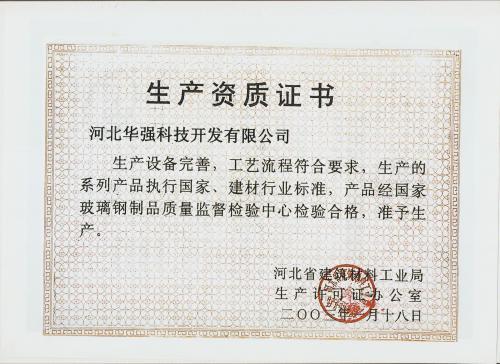 生产资质证书
河北华强科技开发有限公司
生产设备完善，工艺流程符合要求，生产的
系列产品执行国家、建材行业标准，产品经国家
玻璃钢制品质量监督检验中心检验合格，准予生
产。
河北省建筑材料工业局
生产许可证办公室
二〇〇 年 月十八日